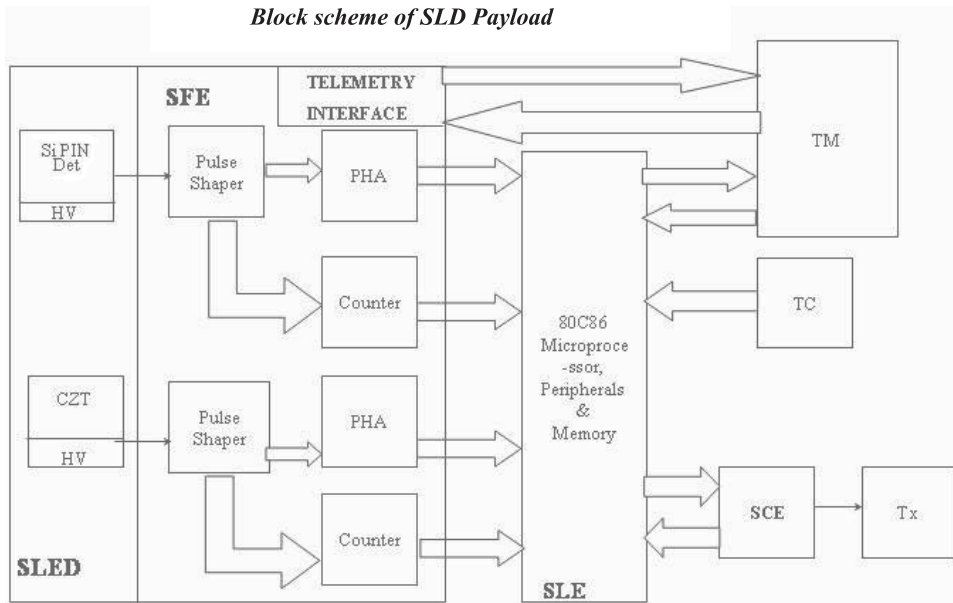 Block scheme of SLD Payload
TELEMETRY
INTERFACE
SFE
TM
Si PIN
Det
HV
Pulse
Shaper
PHA
Counter
TC
80C86
Microproce
-ssor,
Peripherals
&
Memory
CZT
HV
Pulse
Shaper
PHA
Counter
SCE
Tx
SLED
SLE